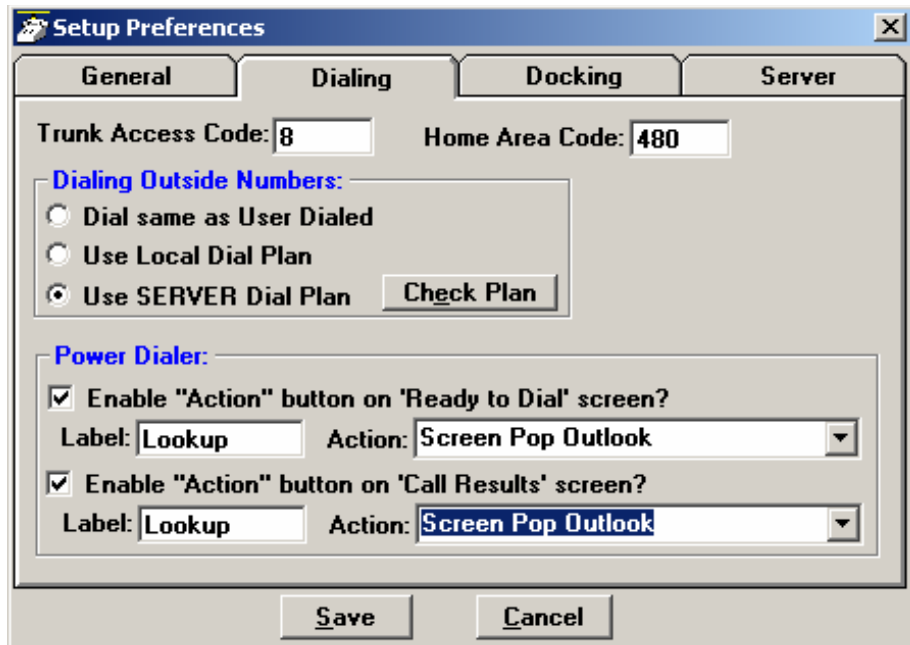 Setup Preferences
General Dialing Docking Server
Trunk Access Code: 8 Home Area Code: 480
Dialing Outside Numbers:
Dial same as User Dialed
Use Local Dial Plan
Use SERVER Dial Plan Check Plan
Power Dialer:
Enable "Action" button on 'Ready to Dial' screen?
Label: Lookup Action: Screen Pop Outlook
Enable "Action" button on 'Call Results' screen?
Label: Lookup Action: Screen Pop Outlook
Save Cancel